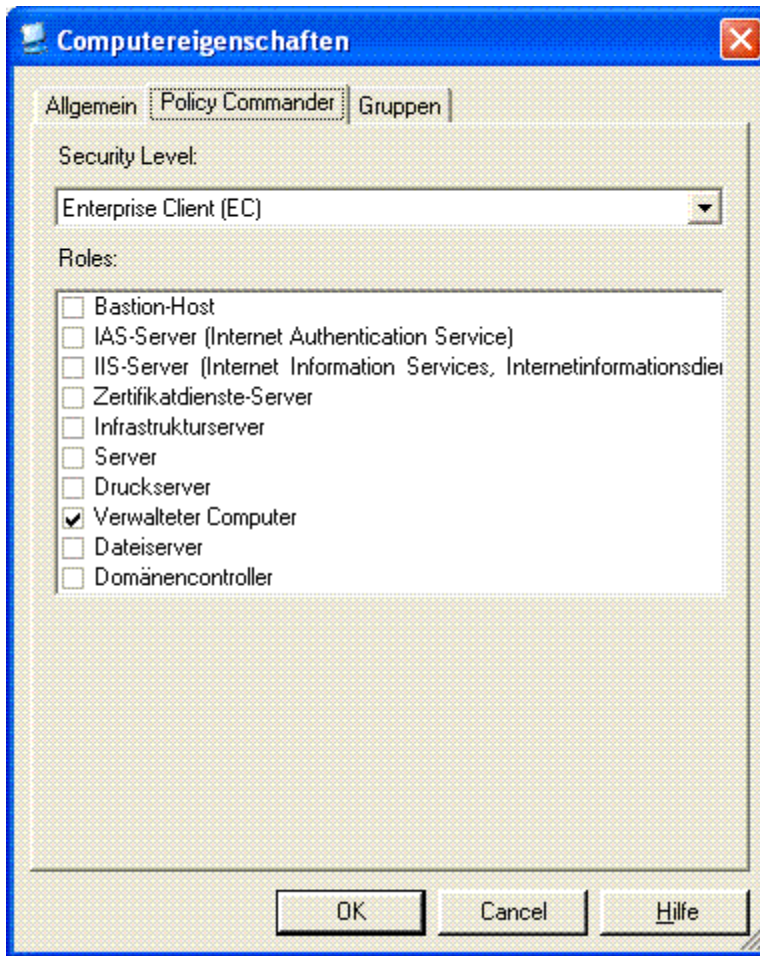 Computereigenschaften
Allgemein Policy Commander Gruppen
Security Level:
Enterprise Client (EC)
Roles:
Bastion-Host
IAS-Server (Internet Authentication Service)
IIS-Server (Internet Information Services, Internetinformationsdien
Zertifikatdienste-Server
Infrastrukturserver
Server
Druckserver
Verwalteter Computer
Dateiserver
Domänencontroller
OK Cancel Hilfe